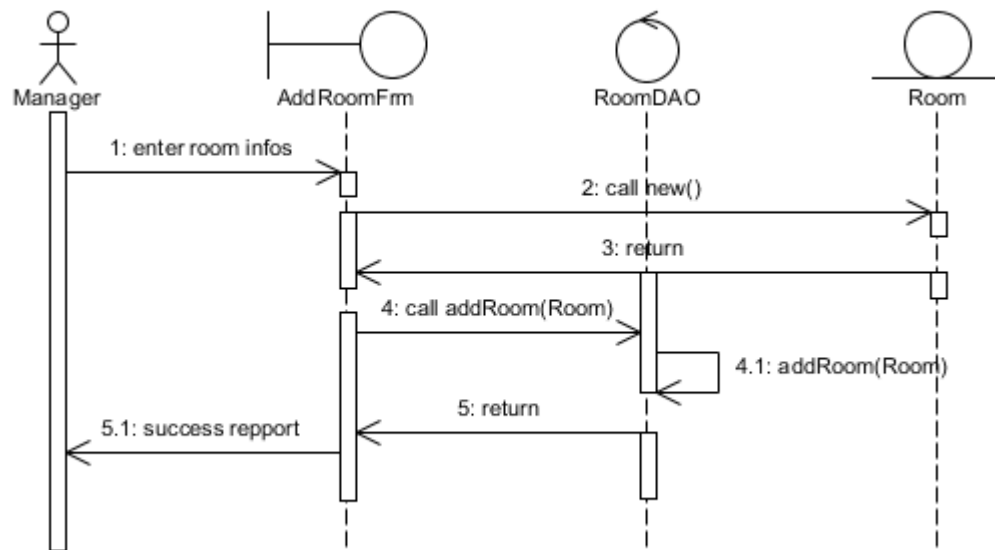 Manager
AddRoomFrm
RoomDAO
Room
1: enter room infos
2: call new()
3: return
4: call addRoom(Room)
4.1: addRoom(Room)
5: return
5.1: success repport